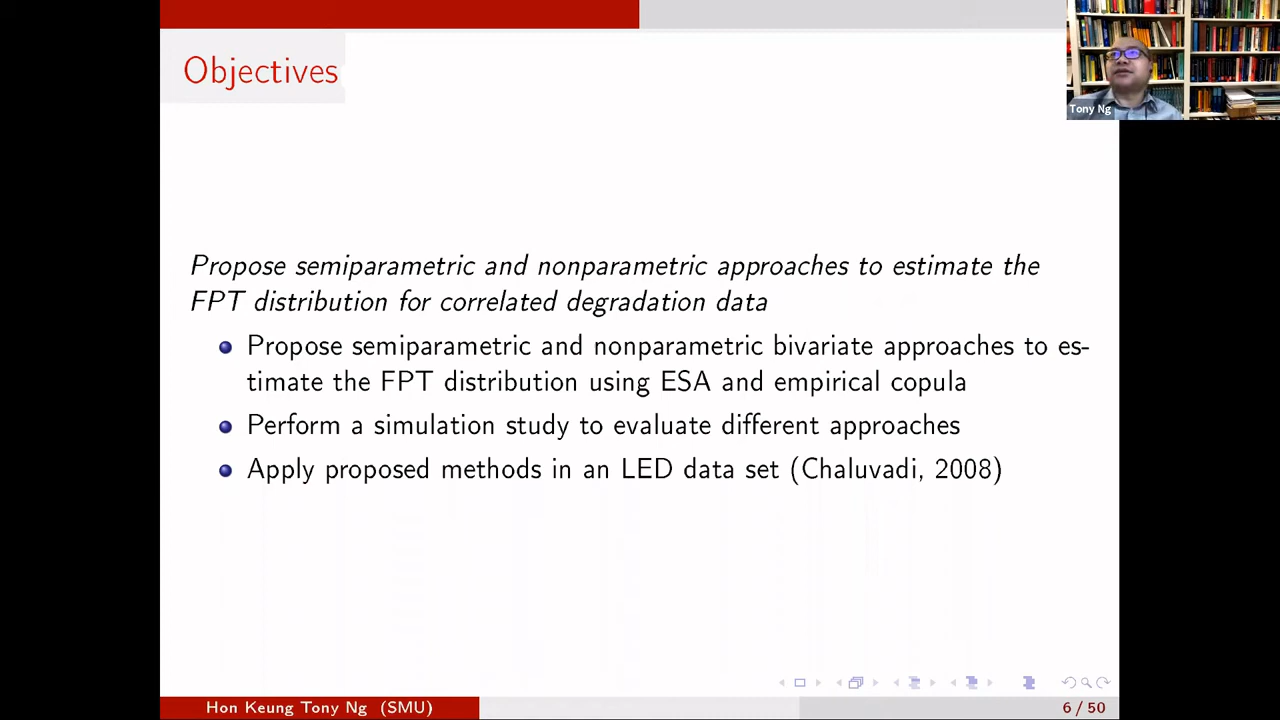 Objectives
Tony Ng
Propose semiparametric and nonparametric approaches to estimate the
FPT distribution for correlated degradation data
Propose semiparametric and nonparametric bivariate approaches to es-
timate the FPT distribution using ESA and empirical copula
Perform a simulation study to evaluate different approaches
Apply proposed methods in an LED data set (Chaluvadi, 2008)
Hon Keung Tony Ng (SMU)
6 / 50